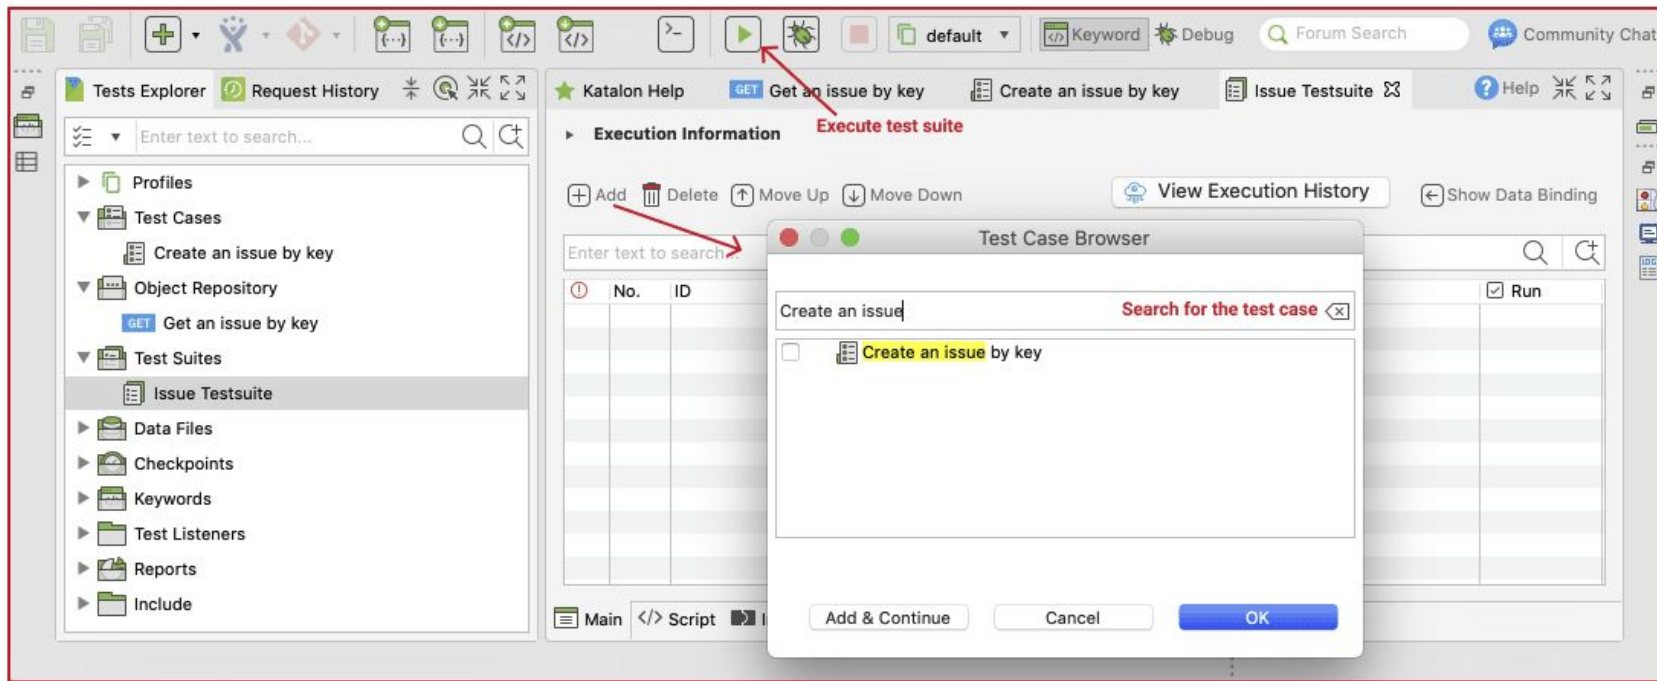 default
Keyword
Debug
Forum Search
Community Chat
Tests Explorer
Request History
Katalon Help
GET Get an issue by key
Create an issue by key
Issue Testsuite
Help
Enter text to search...
Execution Information
Execute test suite
Profiles
Test Cases
Create an issue by key
Object Repository
GET Get an issue by key
Test Suites
Issue Testsuite
Data Files
Checkpoints
Keywords
Test Listeners
Reports
Include
Add
Delete
Move Up
Move Down
View Execution History
Show Data Binding
Enter text to search...
No.
ID
Run
Test Case Browser
Create an issue
Search for the test case
Create an issue by key
Add & Continue
Cancel
OK
Main
</> Script